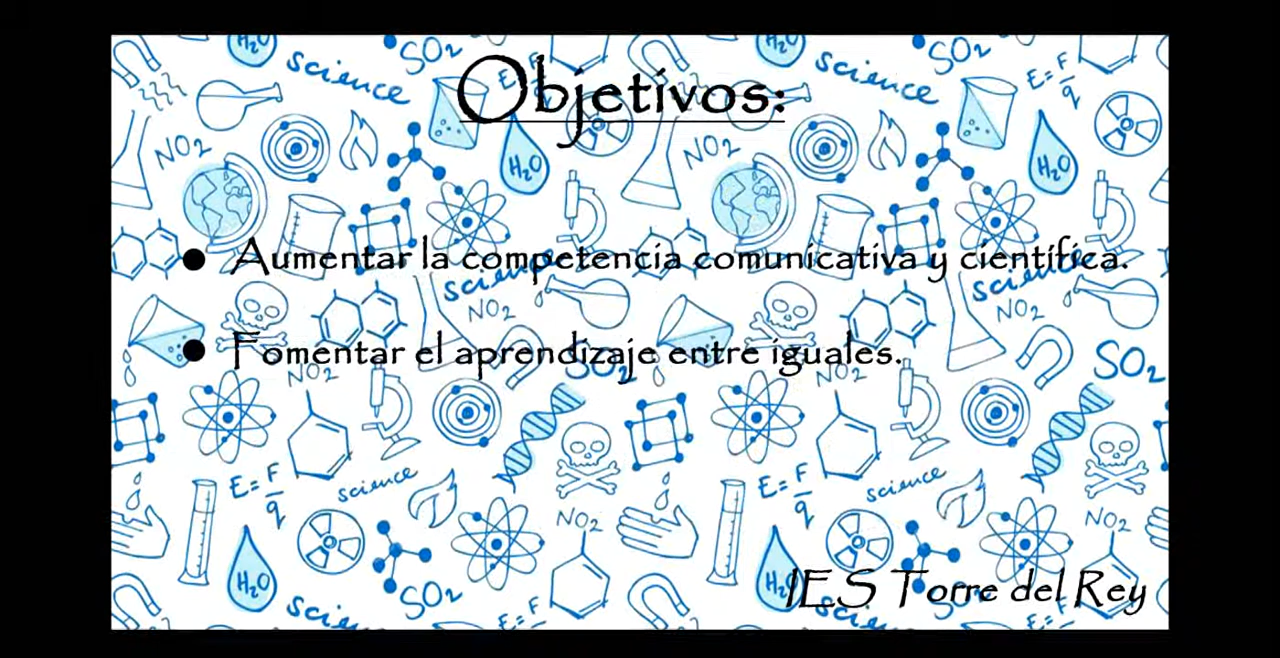 Objetivos:
● Aumentar la competencia comunicativa y científica.
● Fomentar el aprendizaje entre iguales.
IES Torre del Rey